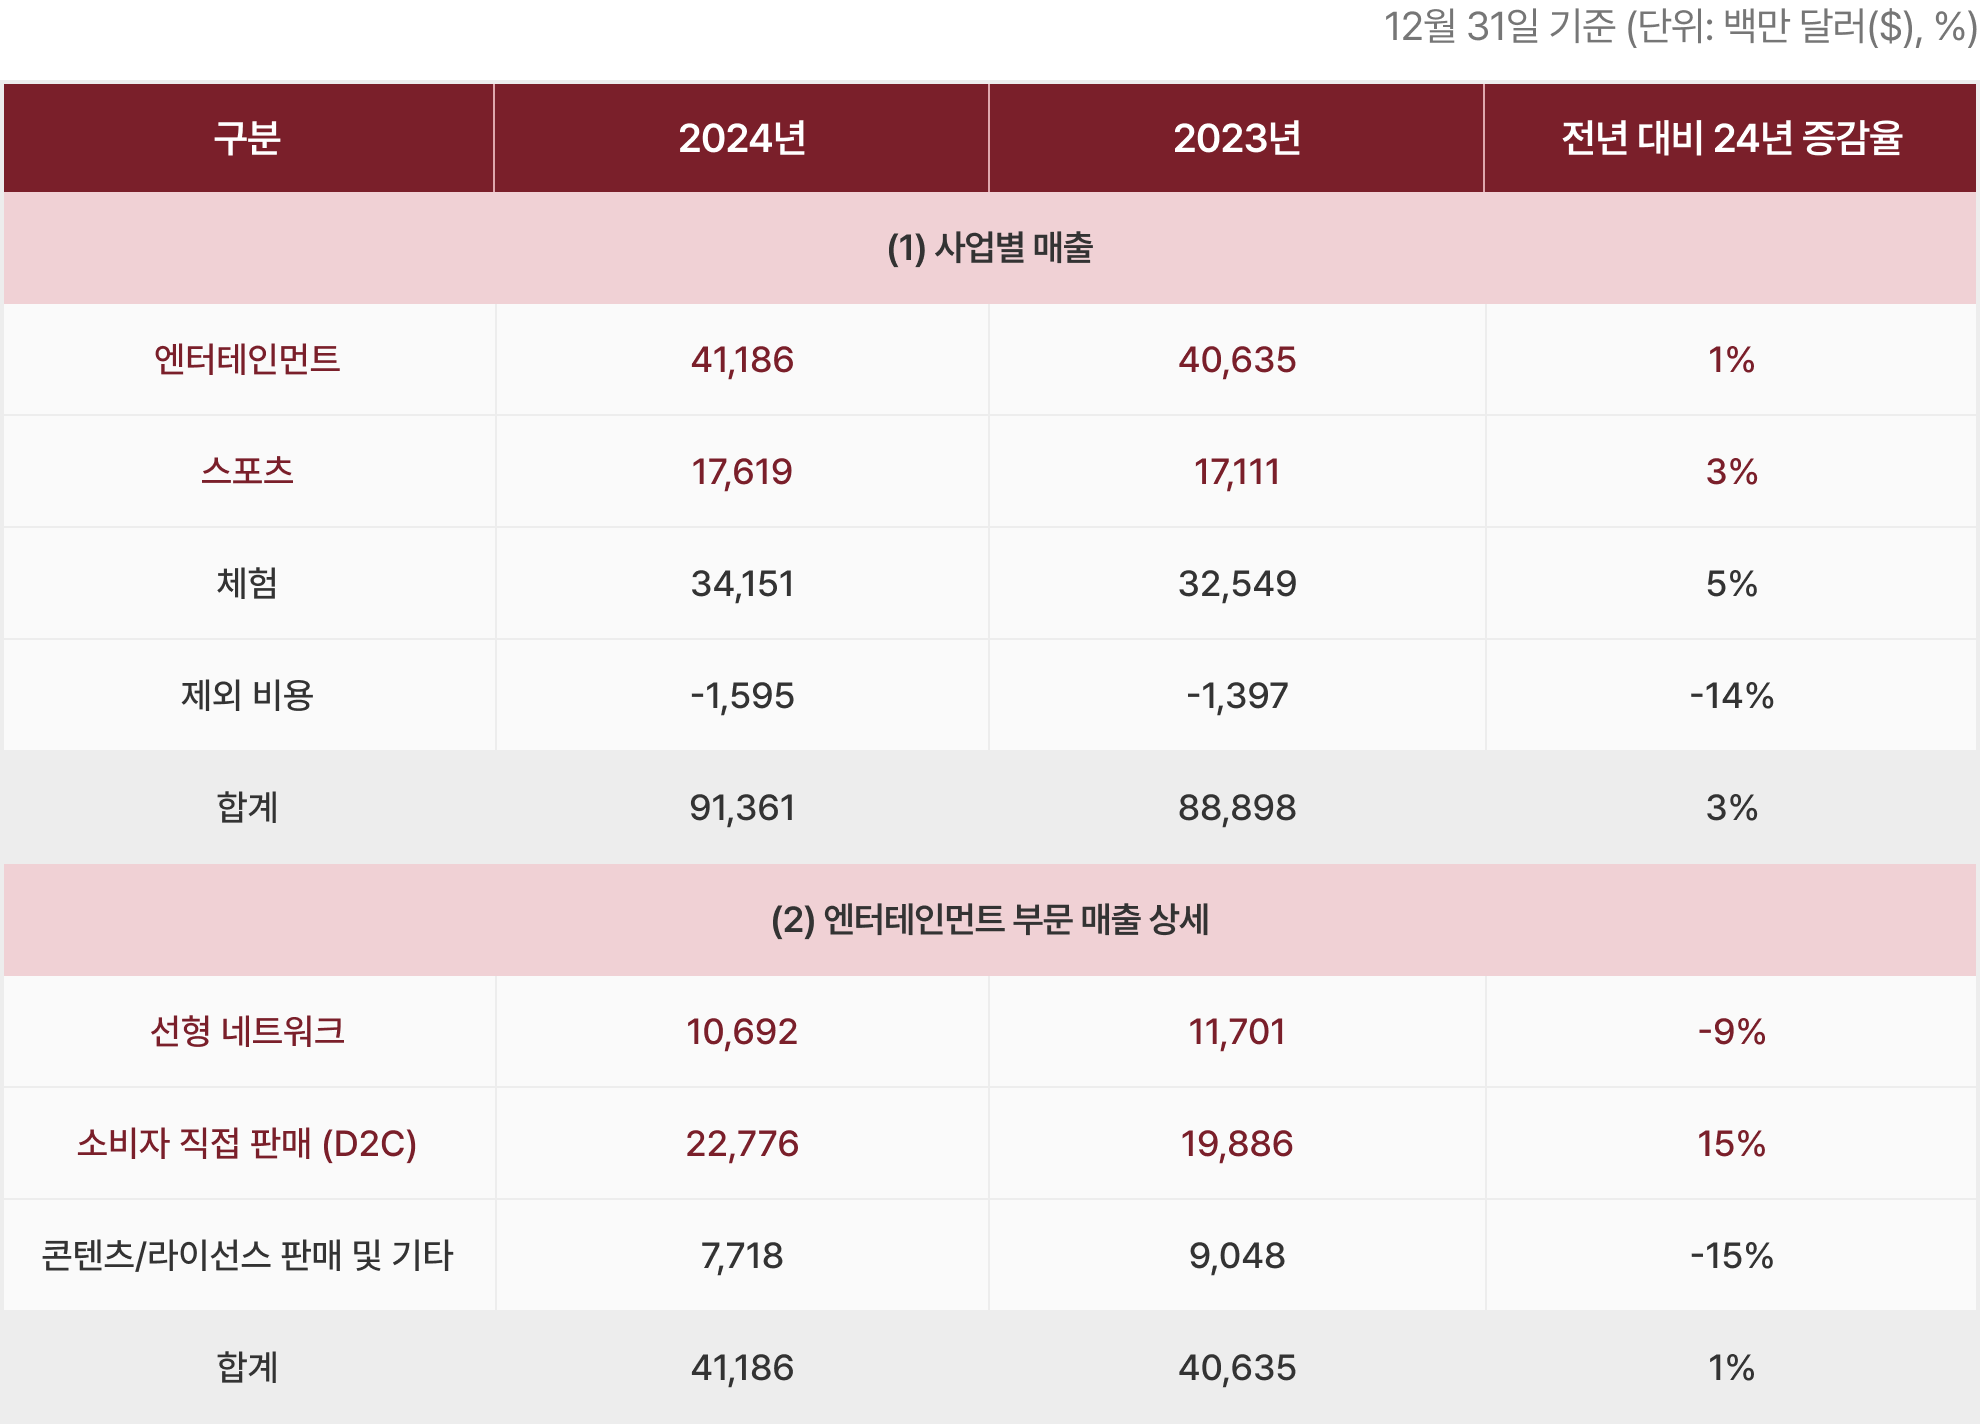 12월 31일 기준 (단위: 백만 달러($), %)
구분 2024년 2023년 전년 대비 24년 증감율
(1) 사업별 매출
엔터테인먼트 41,186 40,635 1%
스포츠 17,619 17,111 3%
체험 34,151 32,549 5%
제외 비용 -1,595 -1,397 -14%
합계 91,361 88,898 3%
(2) 엔터테인먼트 부문 매출 상세
선형 네트워크 10,692 11,701 -9%
소비자 직접 판매 (D2C) 22,776 19,886 15%
콘텐츠/라이선스 판매 및 기타 7,718 9,048 -15%
합계 41,186 40,635 1%